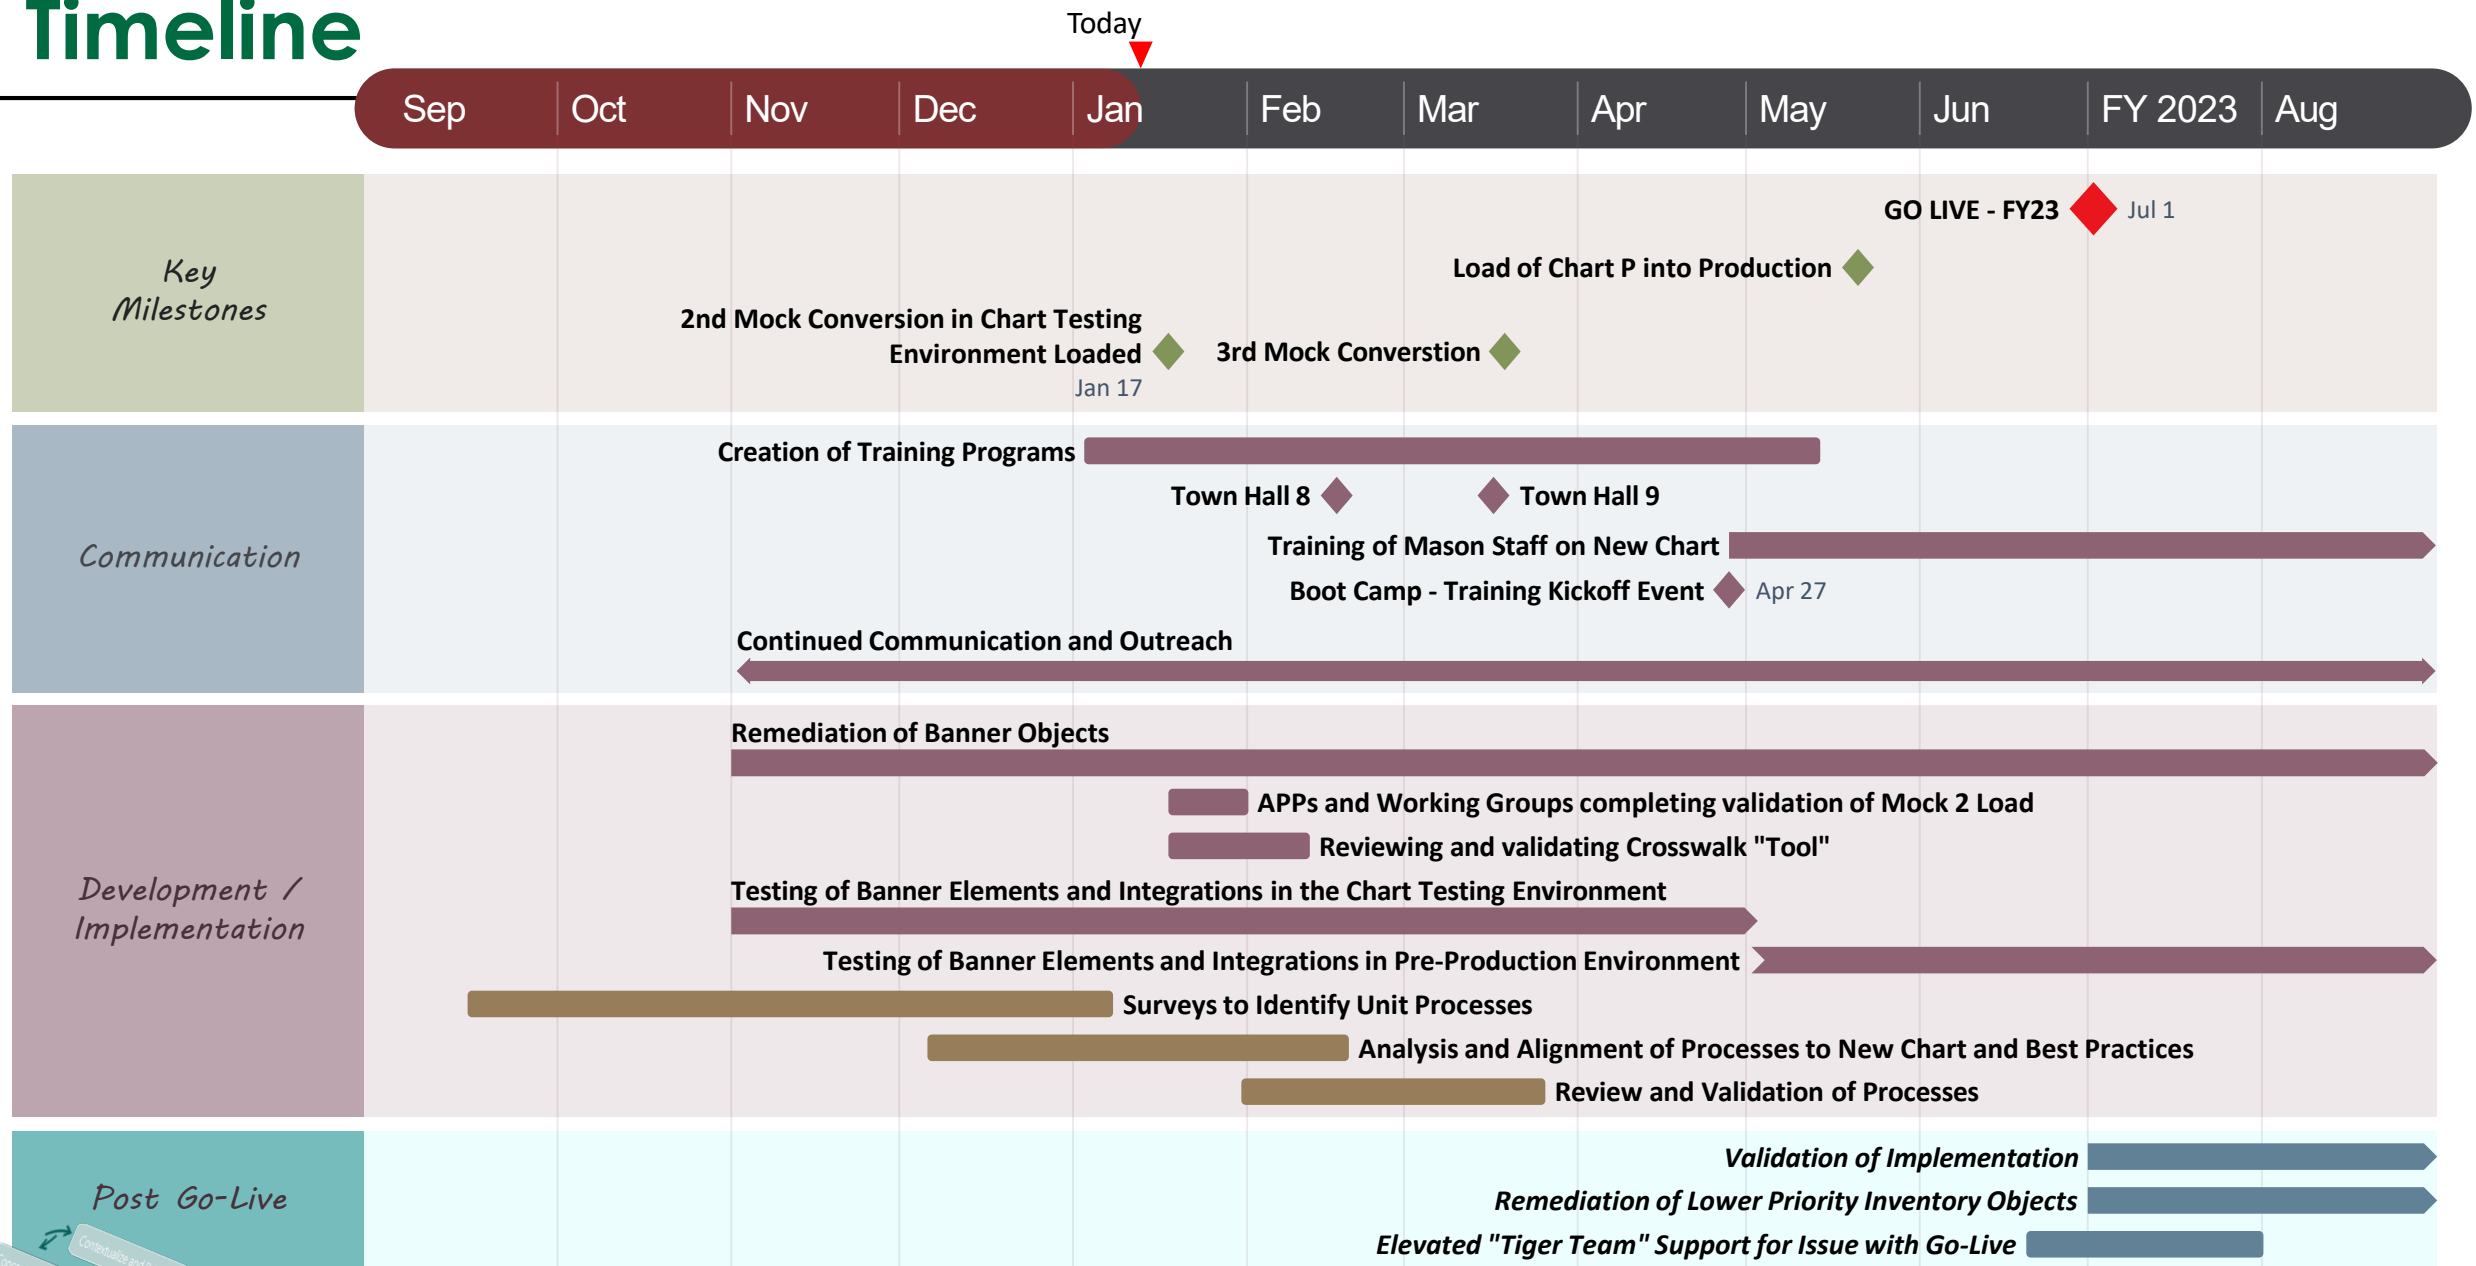 Timeline
Today
Sep Oct Nov Dec Jan Feb Mar Apr May Jun FY 2023 Aug
Key
Milestones
GO LIVE - FY23 Jul 1
Load of Chart P into Production
2nd Mock Conversion in Chart Testing
Environment Loaded
Jan 17
3rd Mock Converstion
Communication
Creation of Training Programs
Town Hall 8
Town Hall 9
Training of Mason Staff on New Chart
Boot Camp - Training Kickoff Event Apr 27
Continued Communication and Outreach
Development /
Implementation
Remediation of Banner Objects
APPs and Working Groups completing validation of Mock 2 Load
Reviewing and validating Crosswalk "Tool"
Testing of Banner Elements and Integrations in the Chart Testing Environment
Testing of Banner Elements and Integrations in Pre-Production Environment
Surveys to Identify Unit Processes
Analysis and Alignment of Processes to New Chart and Best Practices
Review and Validation of Processes
Post Go-Live
Validation of Implementation
Remediation of Lower Priority Inventory Objects
Elevated "Tiger Team" Support for Issue with Go-Live
Contextualize and